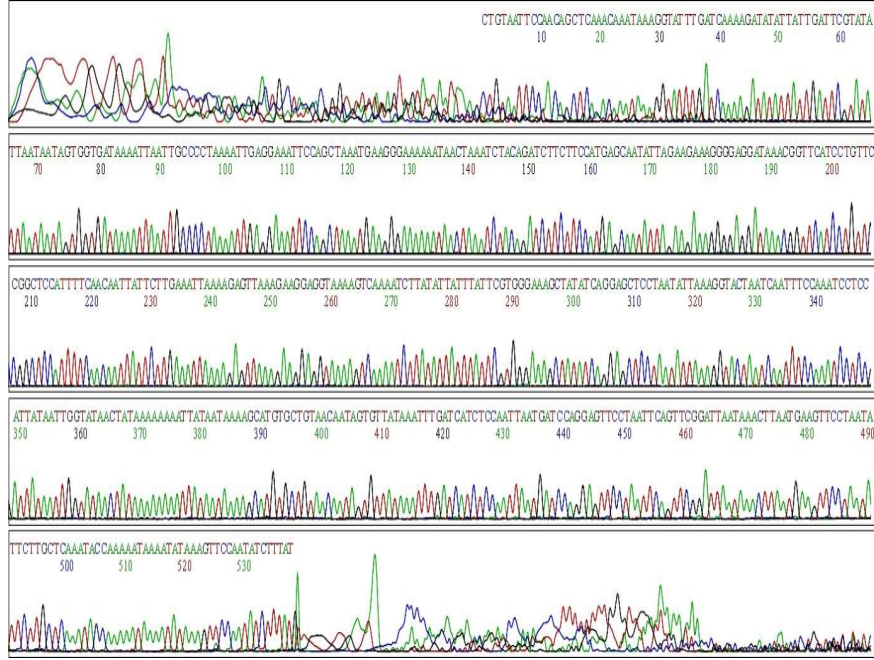 CTGTAATTCCAACAGCTCAAACAAATAAAGGTATTTGATCAAAAGATATATTATTGATTCGTATA
10 20 30 40 50 60
TTAATAATAGTGGTGATAAAATTAATTGCCCCTAAAATTGAGGAAATTCCAGCTAAATGAAGGGAAAAAATAACTAAATCTACAGATCTTCTTCCATGAGCAATATTAGAAGAAAGGGGAGGATAAACGGTTCATCCTGTTC
70 80 90 100 110 120 130 140 150 160 170 180 190 200
CGGCTCCATTTTCAACAATTATTCTTGAAATTAAAAGAGTTAAAGAAGGAGGTAAAAGTCAAAATCTTATATTATTTATTCGTGGGAAAGCTATATCAGGAGCTCCTAATATTAAAGGTACTAATCAATTTCCAAATCCTCC
210 220 230 240 250 260 270 280 290 300 310 320 330 340
ATTATAATTGGTATAACTATAAAAAAAATTATAATAAAAGCATGTGCTGTAACAATAGTGTTATAAATTTGATCATCTCCAATTAATGATCCAGGAGTTCCTAATTCAGTTCGGATTAATAAACTTAATGAAGTTCCTAATA
350 360 370 380 390 400 410 420 430 440 450 460 470 480 490
TTCTTGCTCAAATACCAAAAATAAAATATAAAGTTCCAATATCTTTAT
500 510 520 530